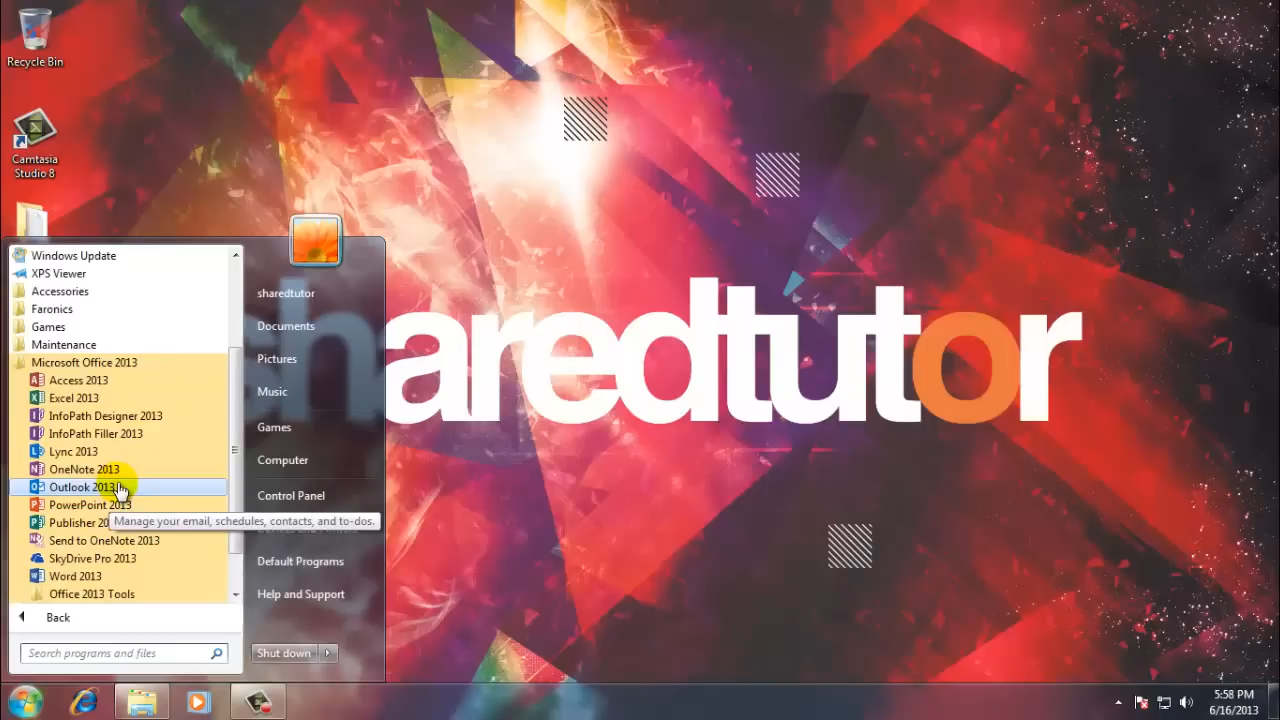 Recycle Bin
Camtasia
Studio 8
Windows Update
XPS Viewer
Accessories
Faronics
Games
Maintenance
Microsoft Office 2013
Access 2013
Excel 2013
InfoPath Designer 2013
InfoPath Filler 2013
Lync 2013
OneNote 2013
Outlook 2013
PowerPoint 2013
Publisher 20
Manage your email, schedules, contacts, and to-dos.
Send to OneNote 2013
SkyDrive Pro 2013
Word 2013
Office 2013 Tools
Back
Search programs and files
sharedtutor
Documents
Pictures
Music
Games
Computer
Control Panel
Default Programs
Help and Support
Shut down
haredtutor
5:58 PM
6/16/2013